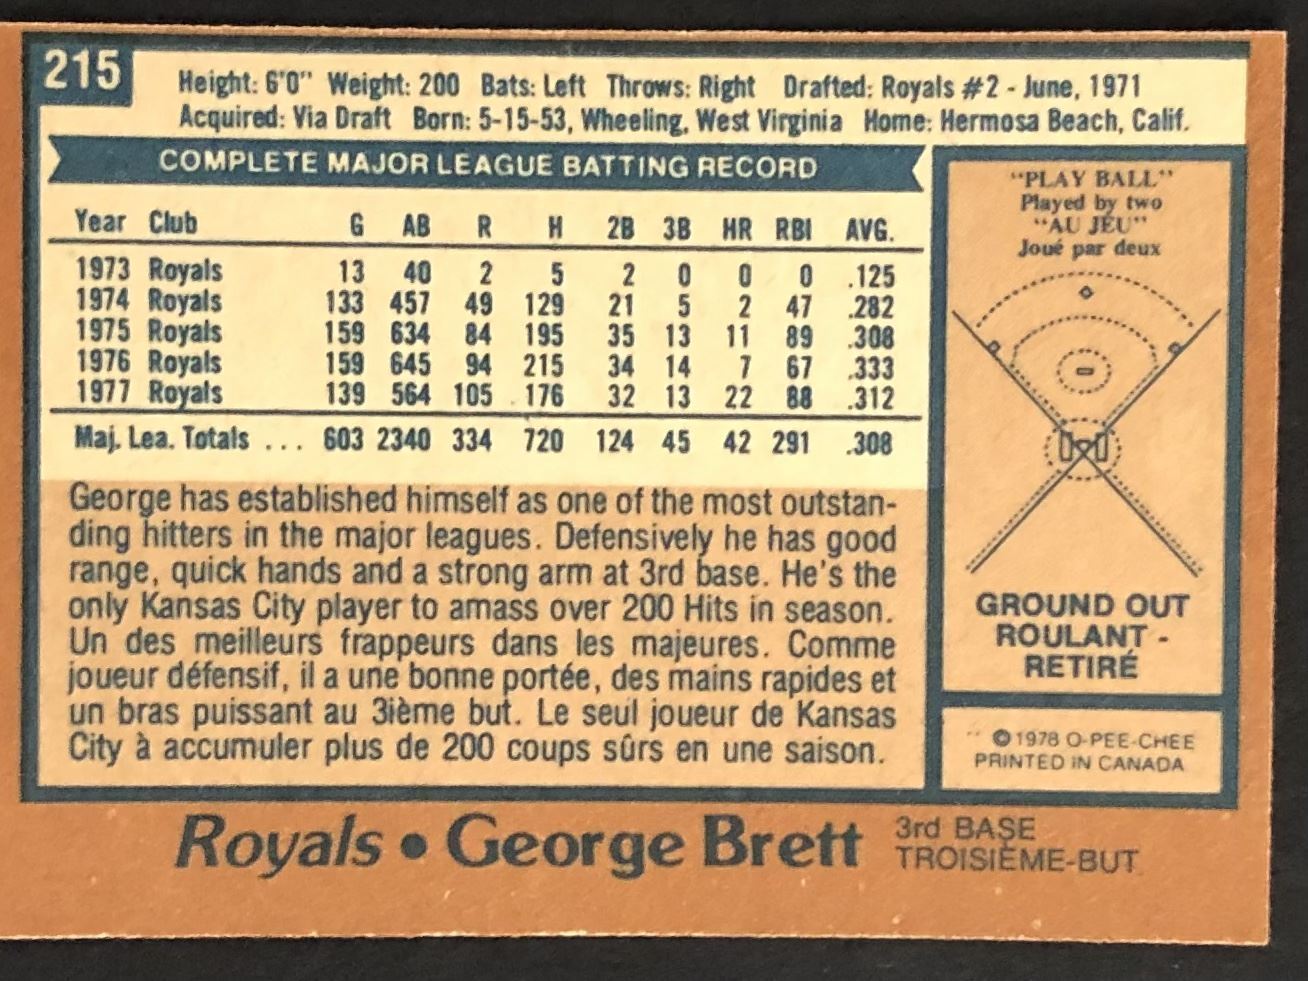 215
Height: 6'0" Weight: 200 Bats: Left Throws: Right Drafted: Royals #2 - June, 1971
Acquired: Via Draft Born: 5-15-53, Wheeling, West Virginia Home: Hermosa Beach, Calif.
COMPLETE MAJOR LEAGUE BATTING RECORD
Year Club G AB R H 2B 3B HR RBI AVG.
1973 Royals 13 40 2 5 2 0 0 0 .125
1974 Royals 133 457 49 129 21 5 2 47 .282
1975 Royals 159 634 84 195 35 13 11 89 .308
1976 Royals 159 645 94 215 34 14 7 67 .333
1977 Royals 139 564 105 176 32 13 22 88 .312
Maj. Lea. Totals ... 603 2340 334 720 124 45 42 291 .308
George has established himself as one of the most outstan-
ding hitters in the major leagues. Defensively he has good
range, quick hands and a strong arm at 3rd base. He's the
only Kansas City player to amass over 200 Hits in season.
Un des meilleurs frappeurs dans les majeures. Comme
joueur défensif, il a une bonne portée, des mains rapides et
un bras puissant au 3ième but. Le seul joueur de Kansas
City à accumuler plus de 200 coups sûrs en une saison.
"PLAY BALL"
Played by two
"AU JEU"
Joué par deux
GROUND OUT
ROULANT -
RETIRÉ
©1978 O-PEE-CHEE
PRINTED IN CANADA
Royals • George Brett
3rd BASE
TROISIÈME-BUT